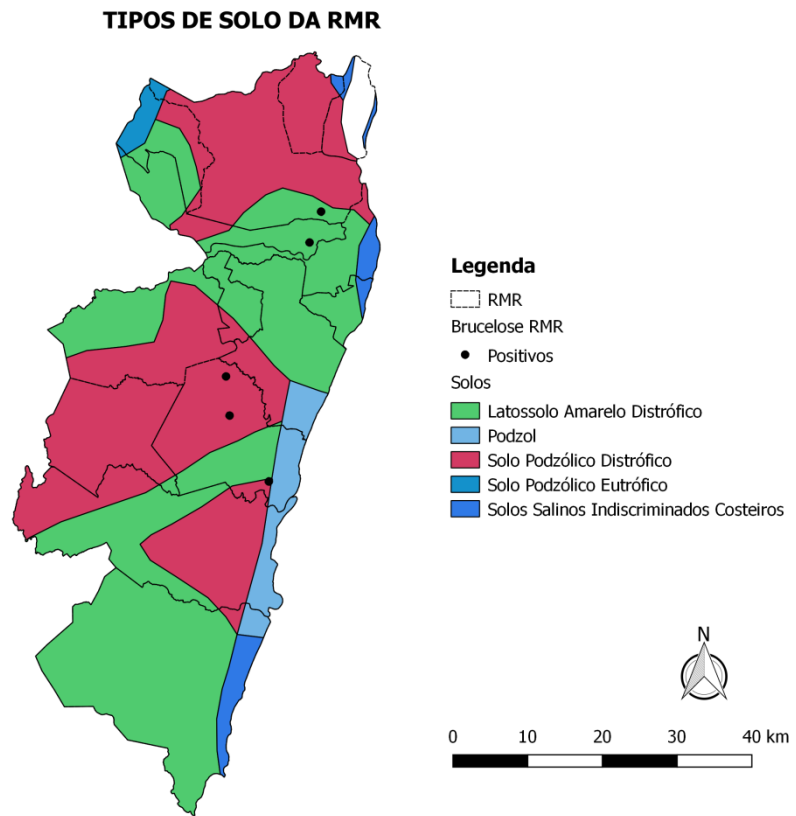 TIPOS DE SOLO DA RMR
Legenda
RMR
Brucelose RMR
Positivos
Solos
Latossolo Amarelo Distrófico
Podzol
Solo Podzólico Distrófico
Solo Podzólico Eutrófico
Solos Salinos Indiscriminados Costeiros
N
0 10 20 30 40 km